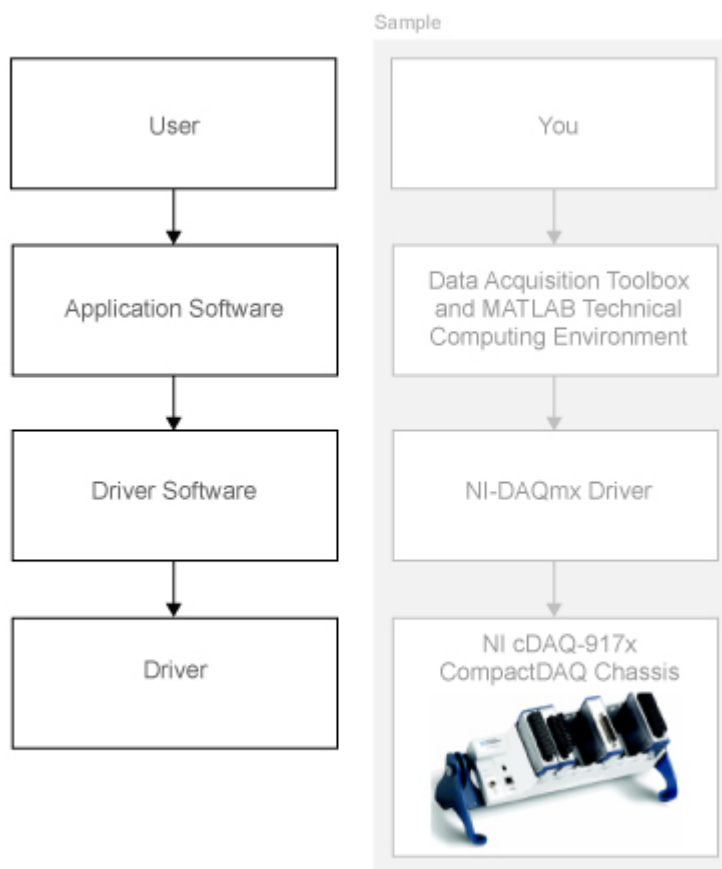 Sample
User
You
Application Software
Data Acquisition Toolbox
and MATLAB Technical
Computing Environment
Driver Software
NI-DAQmx Driver
Driver
NI cDAQ-917x
CompactDAQ Chassis